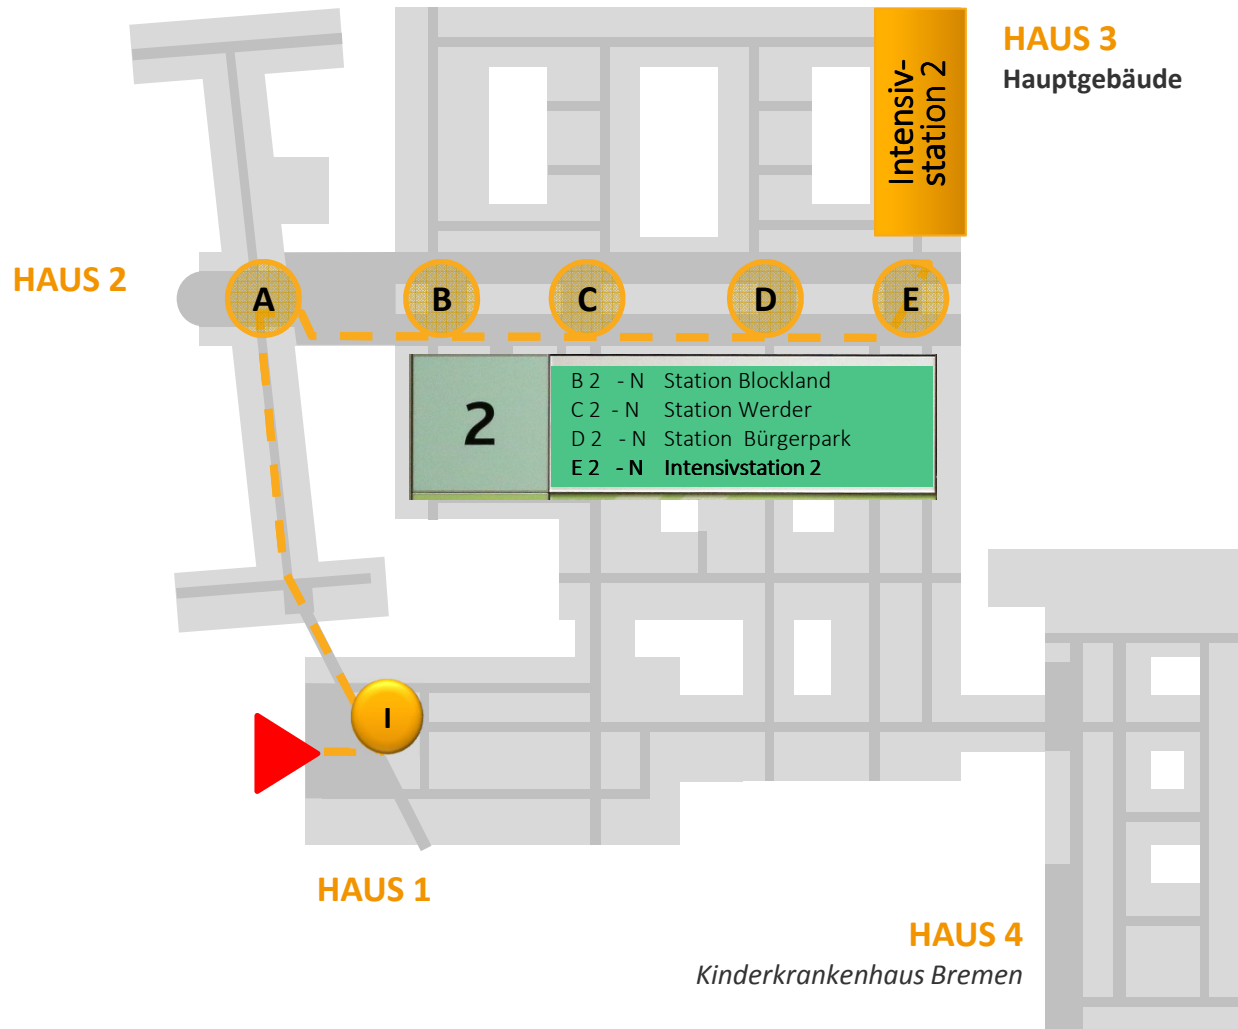 HAUS 3
Hauptgebäude
Intensiv-
station 2
HAUS 2
A
B
C
D
E
2
B 2 - N Station Blockland
C 2 - N Station Werder
D 2 - N Station Bürgerpark
E 2 - N Intensivstation 2
I
HAUS 1
HAUS 4
Kinderkrankenhaus Bremen